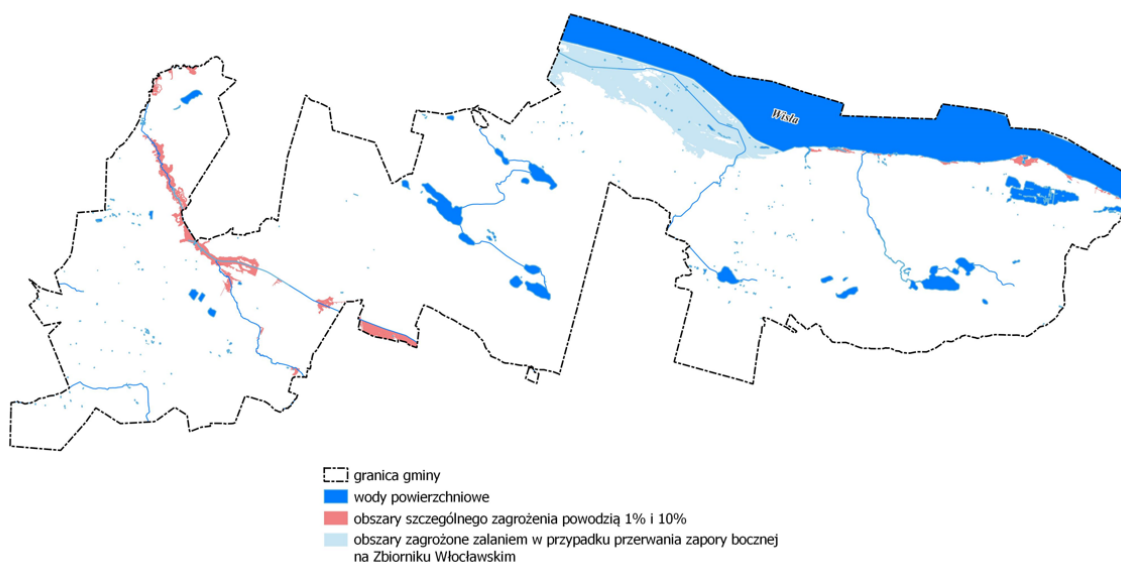 Wisła
granica gminy
wody powierzchniowe
obszary szczególnego zagrożenia powodzią 1% i 10%
obszary zagrożone zalaniem w przypadku przerwania zapory bocznej
na Zbiorniku Włocławskim